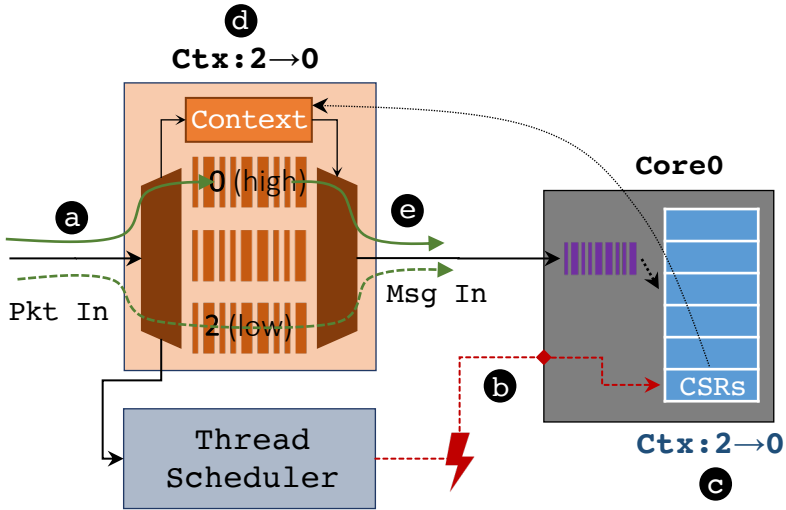 d
Ctx:2→0
Context
Core0
0 (high)
a
e
Pkt In
Msg In
2 (low)
b
CSRs
Thread
Scheduler
Ctx:2→0
c